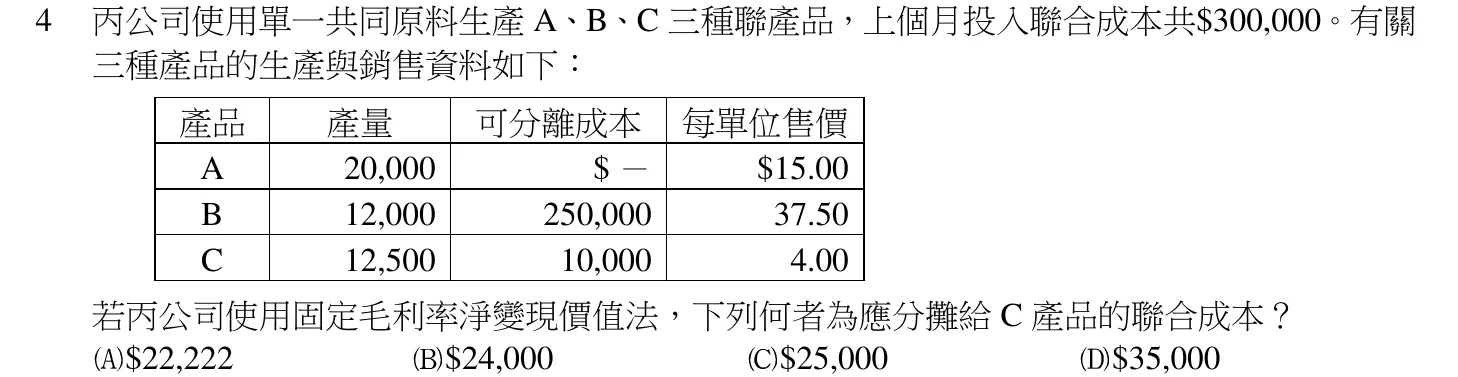 4 丙公司使用單一共同原料生產 A、B、C 三種聯產品，上個月投入聯合成本共$300,000。有關
三種產品的生產與銷售資料如下：
產品 產量 可分離成本 每單位售價
A 20,000 $ － $15.00
B 12,000 250,000 37.50
C 12,500 10,000 4.00
若丙公司使用固定毛利率淨變現價值法，下列何者為應分攤給 C 產品的聯合成本？
(A)$22,222 (B)$24,000 (C)$25,000 (D)$35,000